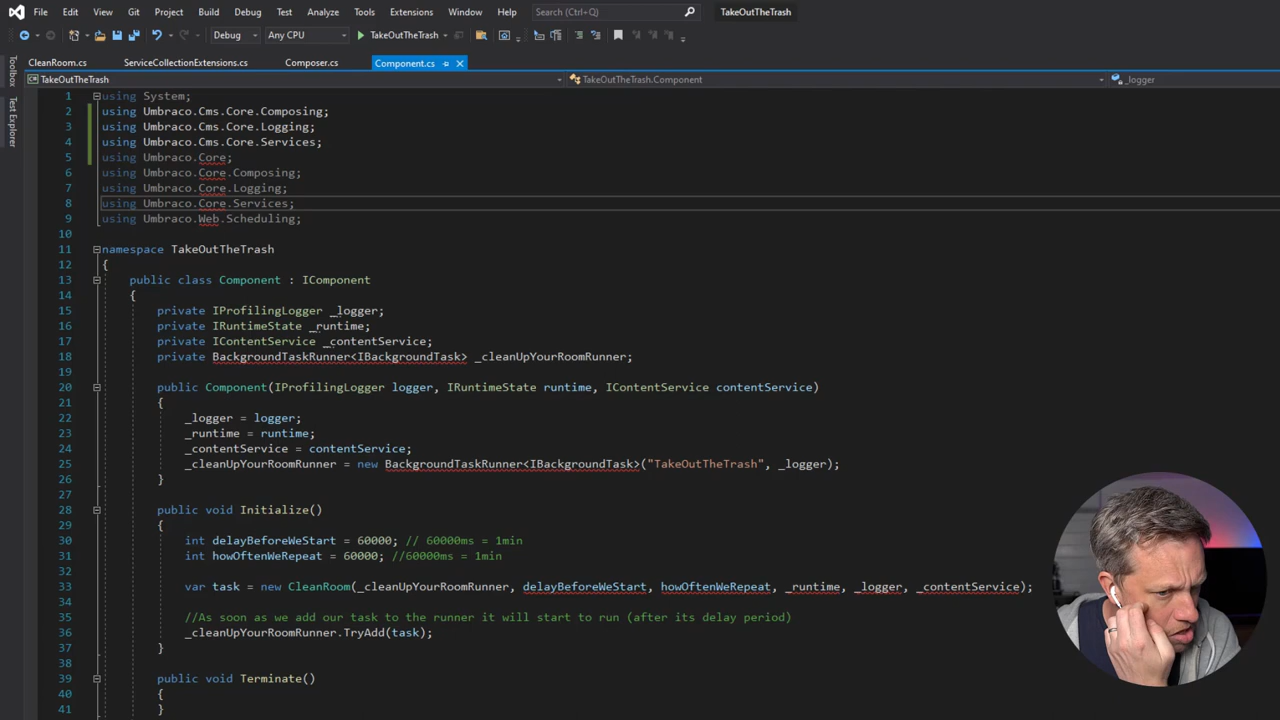 File Edit View Git Project Build Debug Test Analyze Tools Extensions Window Help Search (Ctrl+Q) TakeOutTheTrash
Debug Any CPU TakeOutTheTrash
CleanRoom.cs ServiceCollectionExtensions.cs Composer.cs Component.cs
TakeOutTheTrash TakeOutTheTrash.Component _logger
Toolbox
Test Explorer
1 using System;
2 using Umbraco.Cms.Core.Composing;
3 using Umbraco.Cms.Core.Logging;
4 using Umbraco.Cms.Core.Services;
5 using Umbraco.Core;
6 using Umbraco.Core.Composing;
7 using Umbraco.Core.Logging;
8 using Umbraco.Core.Services;
9 using Umbraco.Web.Scheduling;
10
11 namespace TakeOutTheTrash
12 {
13 public class Component : IComponent
14 {
15 private IProfilingLogger _logger;
16 private IRuntimeState _runtime;
17 private IContentService _contentService;
18 private BackgroundTaskRunner<IBackgroundTask> _cleanUpYourRoomRunner;
19
20 public Component(IProfilingLogger logger, IRuntimeState runtime, IContentService contentService)
21 {
22 _logger = logger;
23 _runtime = runtime;
24 _contentService = contentService;
25 _cleanUpYourRoomRunner = new BackgroundTaskRunner<IBackgroundTask>("TakeOutTheTrash", _logger);
26 }
27
28 public void Initialize()
29 {
30 int delayBeforeWeStart = 60000; // 60000ms = 1min
31 int howOftenWeRepeat = 60000; //60000ms = 1min
32
33 var task = new CleanRoom(_cleanUpYourRoomRunner, delayBeforeWeStart, howOftenWeRepeat, _runtime, _logger, _contentService);
34
35 //As soon as we add our task to the runner it will start to run (after its delay period)
36 _cleanUpYourRoomRunner.TryAdd(task);
37 }
38
39 public void Terminate()
40 {
41 }